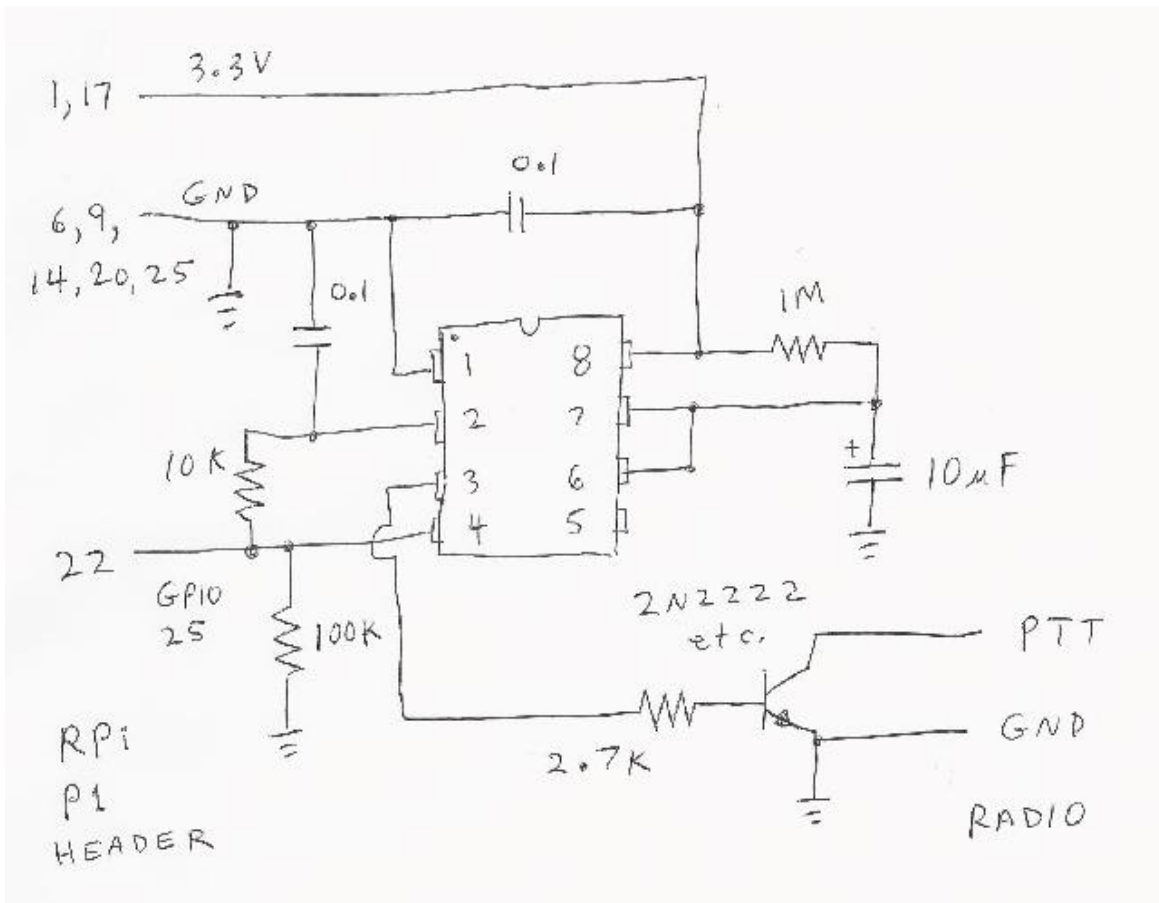 3.3V
1, 17
GND
6, 9,
14, 20, 25
0.1
0.1
1M
1
2
3
4
8
7
6
5
10K
+
10µF
22
GPIO
25
100K
2N2222
etc.
PTT
GND
2.7K
RPi
P1
HEADER
RADIO